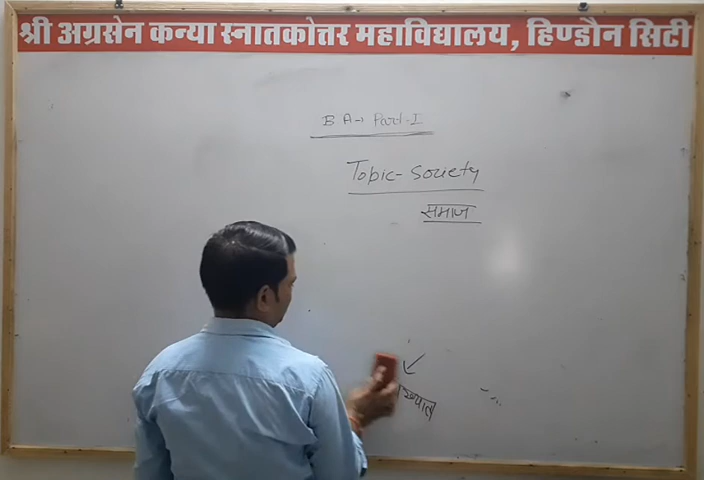 श्री अग्रसेन कन्या स्नातकोत्तर महाविद्यालय, हिण्डौन सिटी
B A→ Part-I
Topic- Society
समाज